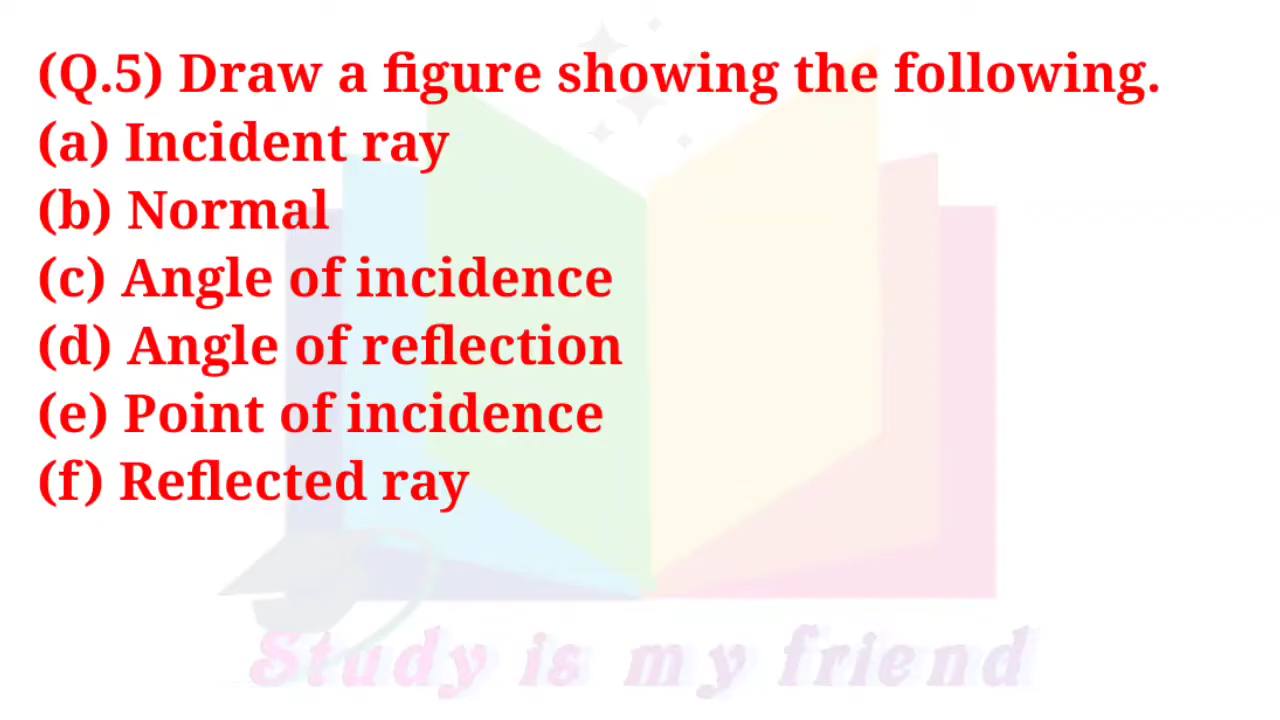 (Q.5) Draw a figure showing the following.
(a) Incident ray
(b) Normal
(c) Angle of incidence
(d) Angle of reflection
(e) Point of incidence
(f) Reflected ray
Study is my friend